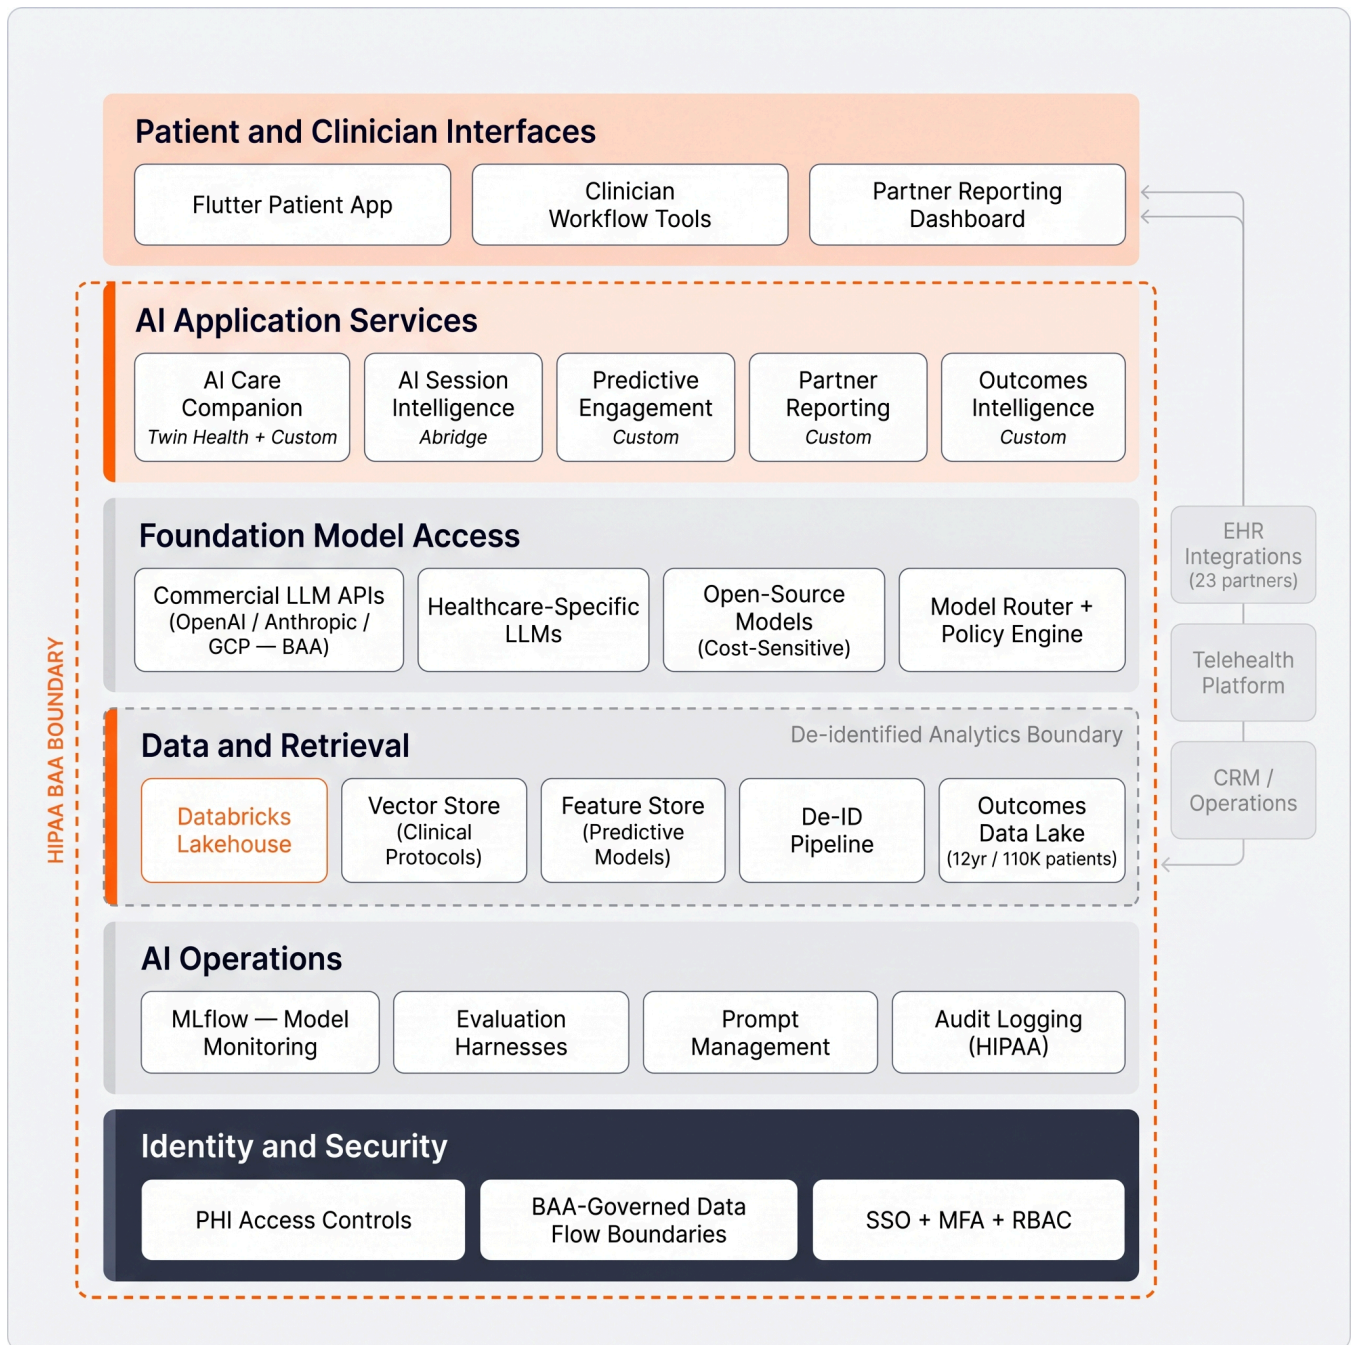 Patient and Clinician Interfaces
Flutter Patient App
Clinician
Workflow Tools
Partner Reporting
Dashboard
AI Application Services
AI Care
Companion
Twin Health + Custom
AI Session
Intelligence
Abridge
Predictive
Engagement
Custom
Partner
Reporting
Custom
Outcomes
Intelligence
Custom
Foundation Model Access
Commercial LLM APIs
(OpenAI / Anthropic /
GCP — BAA)
Healthcare-Specific
LLMs
Open-Source
Models
(Cost-Sensitive)
Model Router +
Policy Engine
Data and Retrieval
De-identified Analytics Boundary
Databricks
Lakehouse
Vector Store
(Clinical
Protocols)
Feature Store
(Predictive
Models)
De-ID
Pipeline
Outcomes
Data Lake
(12yr / 110K patients)
AI Operations
MLflow — Model
Monitoring
Evaluation
Harnesses
Prompt
Management
Audit Logging
(HIPAA)
Identity and Security
PHI Access Controls
BAA-Governed Data
Flow Boundaries
SSO + MFA + RBAC
HIPAA BAA BOUNDARY
EHR
Integrations
(23 partners)
Telehealth
Platform
CRM /
Operations